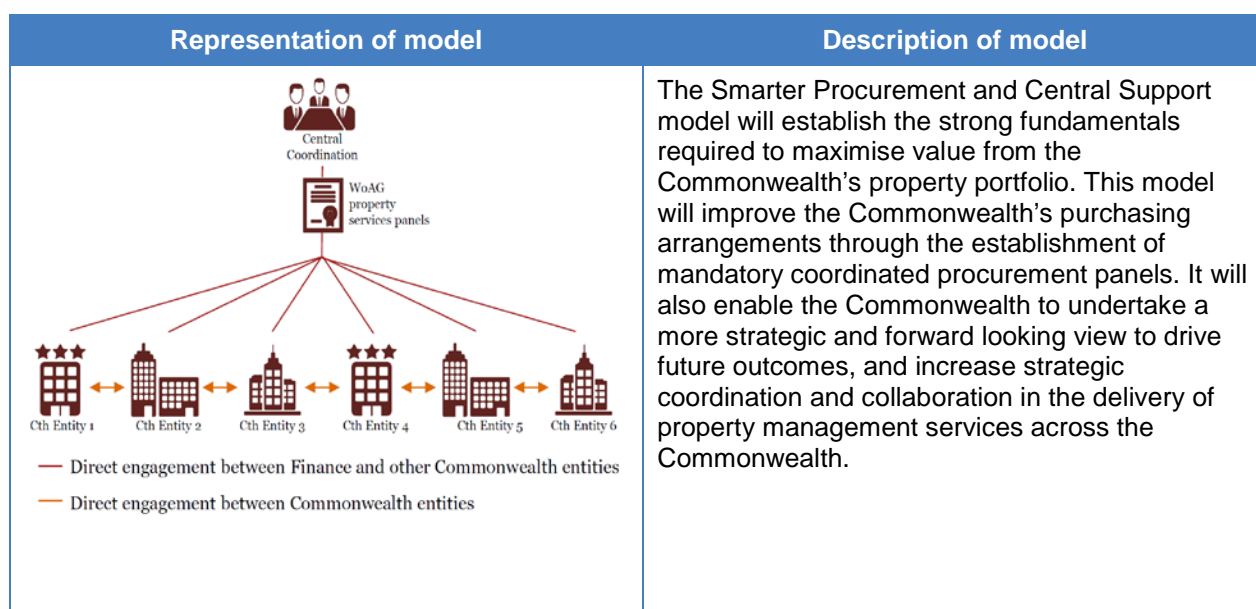 Representation of model
Description of model
Central
Coordination
WoAG
property
services panels
Cth Entity 1
Cth Entity 2
Cth Entity 3
Cth Entity 4
Cth Entity 5
Cth Entity 6
Direct engagement between Finance and other Commonwealth entities
Direct engagement between Commonwealth entities
The Smarter Procurement and Central Support
model will establish the strong fundamentals
required to maximise value from the
Commonwealth’s property portfolio. This model
will improve the Commonwealth’s purchasing
arrangements through the establishment of
mandatory coordinated procurement panels. It will
also enable the Commonwealth to undertake a
more strategic and forward looking view to drive
future outcomes, and increase strategic
coordination and collaboration in the delivery of
property management services across the
Commonwealth.